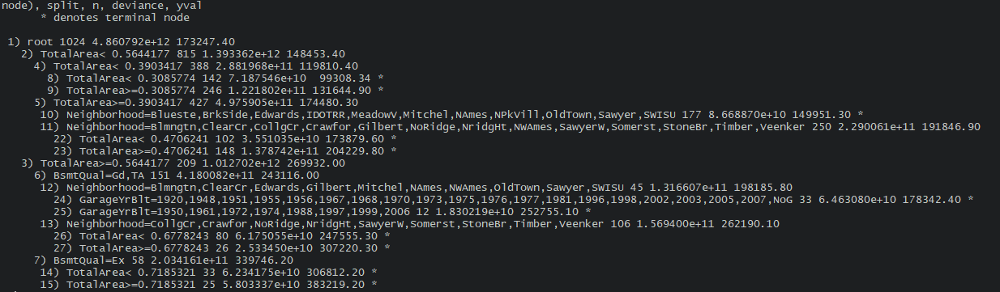 node), split, n, deviance, yval
* denotes terminal node
1) root 1024 4.860792e+12 173247.40
2) TotalArea< 0.5644177 815 1.393362e+12 148453.40
4) TotalArea< 0.3903417 388 2.881968e+11 119810.40
8) TotalArea< 0.3085774 142 7.187546e+10 99308.34 *
9) TotalArea>=0.3085774 246 1.221802e+11 131644.90 *
5) TotalArea>=0.3903417 427 4.975905e+11 174480.30
10) Neighborhood=Blueste,BrkSide,Edwards,IDOTRR,MeadowV,Mitchel,NAmes,NPkVill,OldTown,Sawyer,SWISU 177 8.668870e+10 149951.30 *
11) Neighborhood=Blmngtn,ClearCr,CollgCr,Crawfor,Gilbert,NoRidge,NridgHt,NWAmes,SawyerW,Somerst,StoneBr,Timber,Veenker 250 2.290061e+11 191846.90
22) TotalArea< 0.4706241 102 3.551035e+10 173879.60 *
23) TotalArea>=0.4706241 148 1.378742e+11 204229.80 *
3) TotalArea>=0.5644177 209 1.012702e+12 269932.00
6) BsmtQual=Gd,TA 151 4.180082e+11 243116.00
12) Neighborhood=Blmngtn,ClearCr,Edwards,Gilbert,Mitchel,NAmes,NWAmes,OldTown,Sawyer,SWISU 45 1.316607e+11 198185.80
24) GarageYrBlt=1920,1948,1951,1955,1956,1967,1968,1970,1973,1975,1976,1977,1981,1996,1998,2002,2003,2005,2007,NoG 33 6.463080e+10 178342.40 *
25) GarageYrBlt=1950,1961,1972,1974,1988,1997,1999,2006 12 1.830219e+10 252755.10 *
13) Neighborhood=CollgCr,Crawfor,NoRidge,NridgHt,SawyerW,Somerst,StoneBr,Timber,Veenker 106 1.569400e+11 262190.10
26) TotalArea< 0.6778243 80 6.175055e+10 247555.30 *
27) TotalArea>=0.6778243 26 2.533450e+10 307220.30 *
7) BsmtQual=Ex 58 2.034161e+11 339746.20
14) TotalArea< 0.7185321 33 6.234175e+10 306812.20 *
15) TotalArea>=0.7185321 25 5.803337e+10 383219.20 *